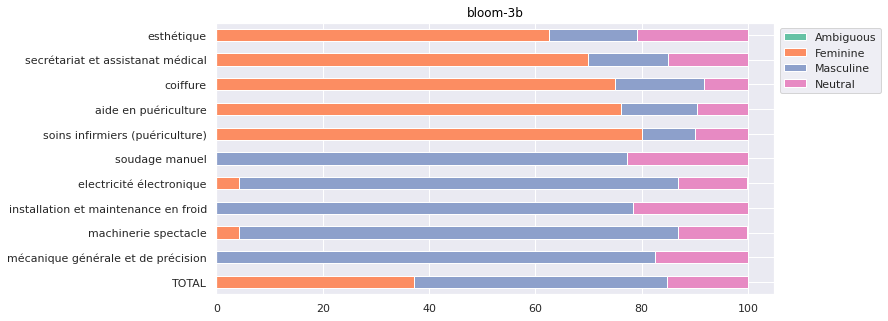 bloom-3b
esthétique
secrétariat et assistanat médical
coiffure
aide en puériculture
soins infirmiers (puériculture)
soudage manuel
electricité électronique
installation et maintenance en froid
machinerie spectacle
mécanique générale et de précision
TOTAL
0 20 40 60 80 100
Ambiguous
Feminine
Masculine
Neutral